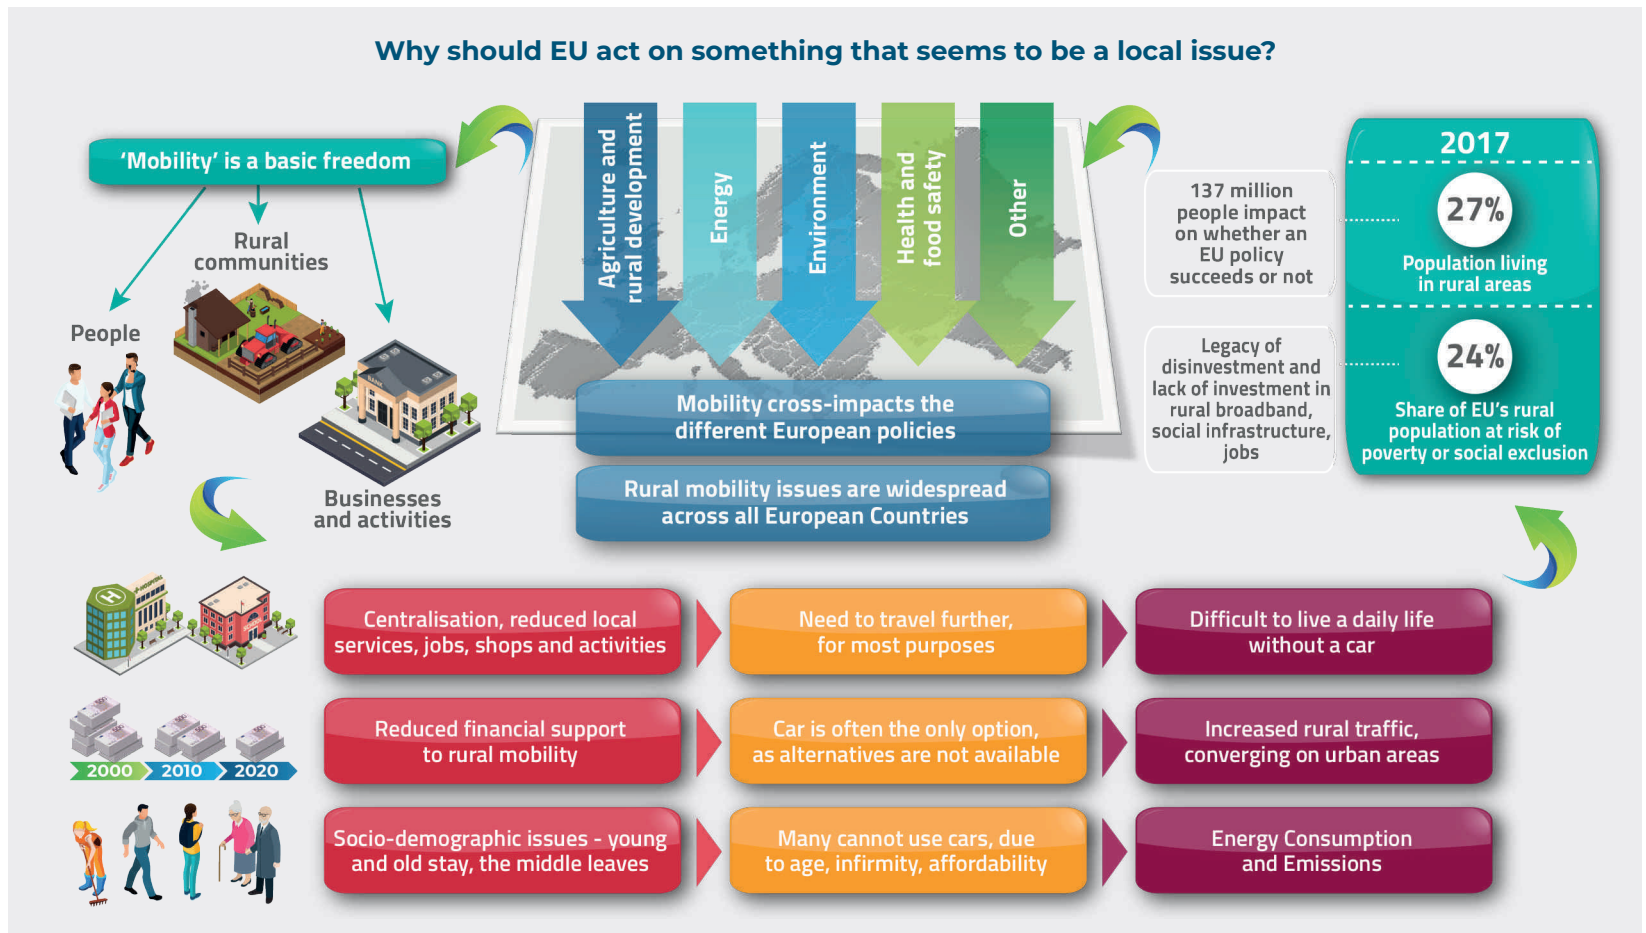 Why should EU act on something that seems to be a local issue?
‘Mobility’ is a basic freedom
People
Rural
communities
Businesses
and activities
BANK
Agriculture and
rural development
Energy
Environment
Health and
food safety
Other
Mobility cross-impacts the
different European policies
Rural mobility issues are widespread
across all European Countries
137 million
people impact
on whether an
EU policy
succeeds or not
Legacy of
disinvestment and
lack of investment in
rural broadband,
social infrastructure,
jobs
2017
27%
Population living
in rural areas
24%
Share of EU’s rural
population at risk of
poverty or social exclusion
H
HOSPITAL
Centralisation, reduced local
services, jobs, shops and activities
Need to travel further,
for most purposes
Difficult to live a daily life
without a car
500
500
500
2000
2010
2020
Reduced financial support
to rural mobility
Car is often the only option,
as alternatives are not available
Increased rural traffic,
converging on urban areas
Socio-demographic issues - young
and old stay, the middle leaves
Many cannot use cars, due
to age, infirmity, affordability
Energy Consumption
and Emissions